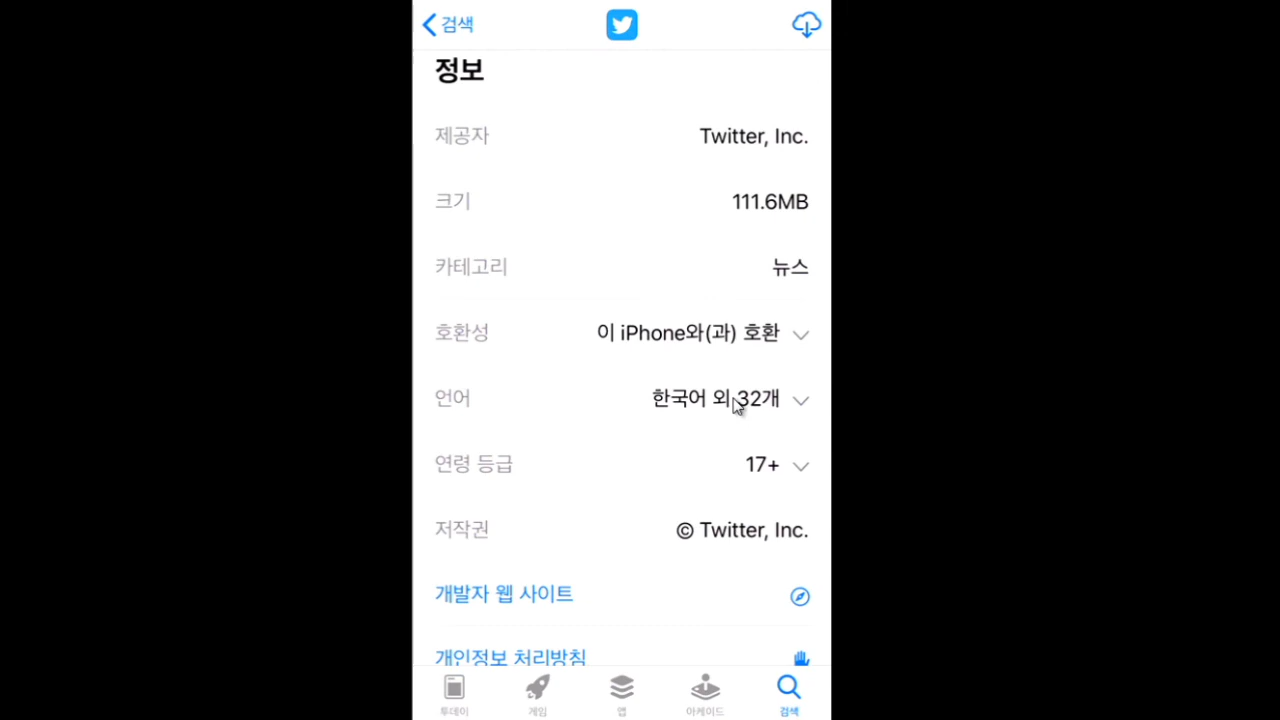 검색
정보
제공자 Twitter, Inc.
크기 111.6MB
카테고리 뉴스
호환성 이 iPhone와(과) 호환
언어 한국어 외 32개
연령 등급 17+
저작권 © Twitter, Inc.
개발자 웹 사이트
개인정보 처리방침
투데이 게임 앱 아케이드 검색